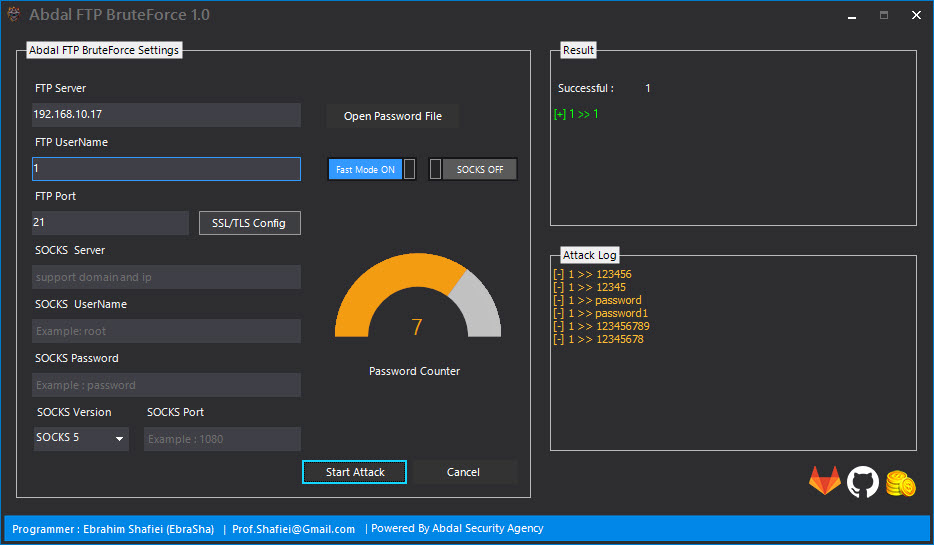 Abdal FTP BruteForce 1.0
Abdal FTP BruteForce Settings
FTP Server
192.168.10.17
Open Password File
FTP UserName
1
Fast Mode ON
SOCKS OFF
FTP Port
21
SSL/TLS Config
SOCKS Server
support domain and ip
SOCKS UserName
Example: root
SOCKS Password
Example : password
SOCKS Version
SOCKS Port
SOCKS 5
Example : 1080
7
Password Counter
Start Attack
Cancel
Result
Successful : 1
[+] 1 >> 1
Attack Log
[-] 1 >> 123456
[-] 1 >> 12345
[-] 1 >> password
[-] 1 >> password1
[-] 1 >> 123456789
[-] 1 >> 12345678
Programmer : Ebrahim Shafiei (EbraSha) | Prof.Shafiei@Gmail.com | Powered By Abdal Security Agency